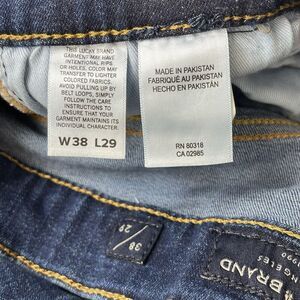 THIS LUCKY BRAND
GARMENT MAY HAVE
INTENTIONAL RIPS
OR HOLES, COLOR MAY
TRANSFER TO LIGHTER
COLORED FABRICS.
AVOID PULLING UP BY
BELT LOOPS, SIMPLY
FOLLOW THE CARE
INSTRUCTIONS TO
ENSURE THAT YOUR
GARMENT MAINTAINS ITS
INDIVIDUAL CHARACTER.
W38 L29
MADE IN PAKISTAN
FABRIQUÉ AU PAKISTAN
HECHO EN PAKISTÁN
RN 80318
CA 02985
38/29
BRAND
NGELES
1990